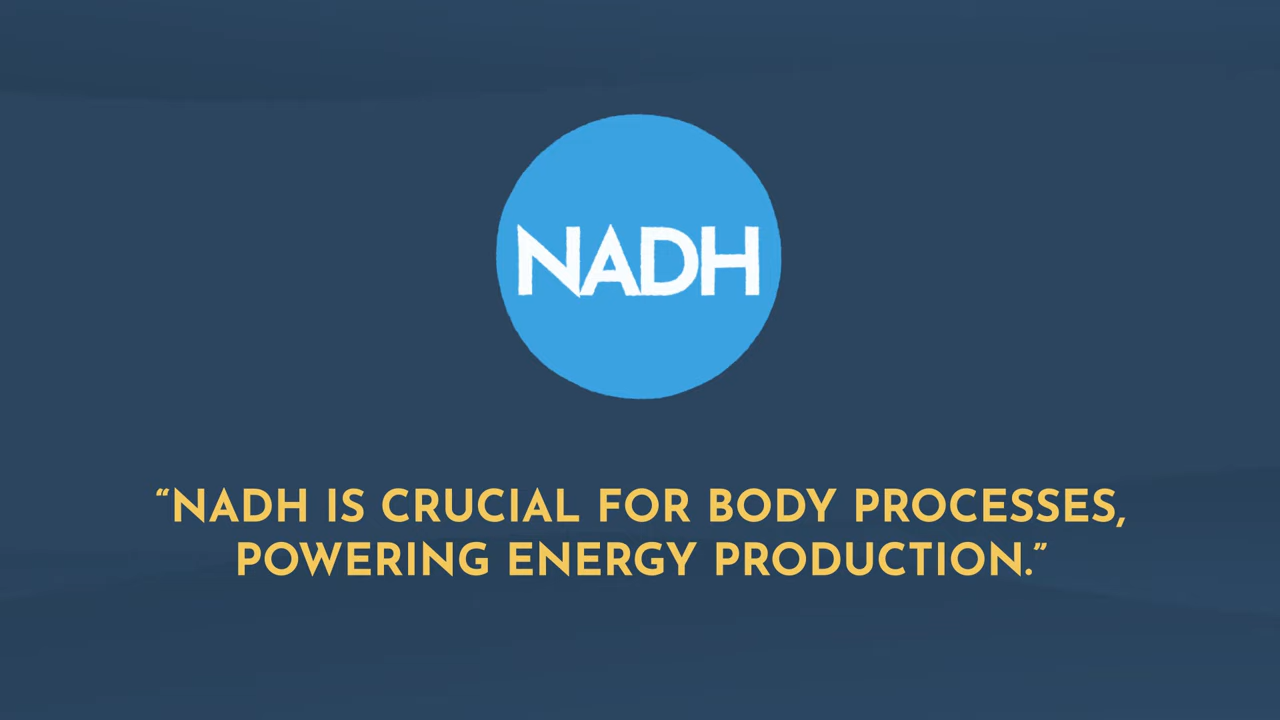 NADH
“NADH IS CRUCIAL FOR BODY PROCESSES,
POWERING ENERGY PRODUCTION.”